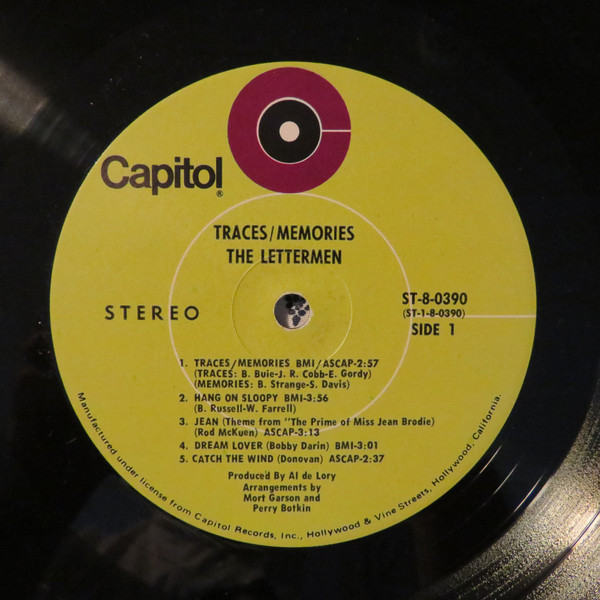 Capitol®
TRACES/MEMORIES
THE LETTERMEN
STEREO
ST-8-0390
(ST-1-8-0390)
SIDE 1
1. TRACES/MEMORIES BMI/ASCAP-2:57
(TRACES: B. Buie-J. R. Cobb-E. Gordy)
(MEMORIES: B. Strange-S. Davis)
2. HANG ON SLOOPY BMI-3:56
(B. Russell-W. Farrell)
3. JEAN (Theme from "The Prime of Miss Jean Brodie)
(Rod McKuen) ASCAP-3:13
4. DREAM LOVER (Bobby Darin) BMI-3:01
5. CATCH THE WIND (Donovan) ASCAP-2:37
Produced By Al de Lory
Arrangements by
Mort Garson and
Perry Botkin
Manufactured under license from Capitol Records, Inc., Hollywood & Vine Streets, Hollywood, California.